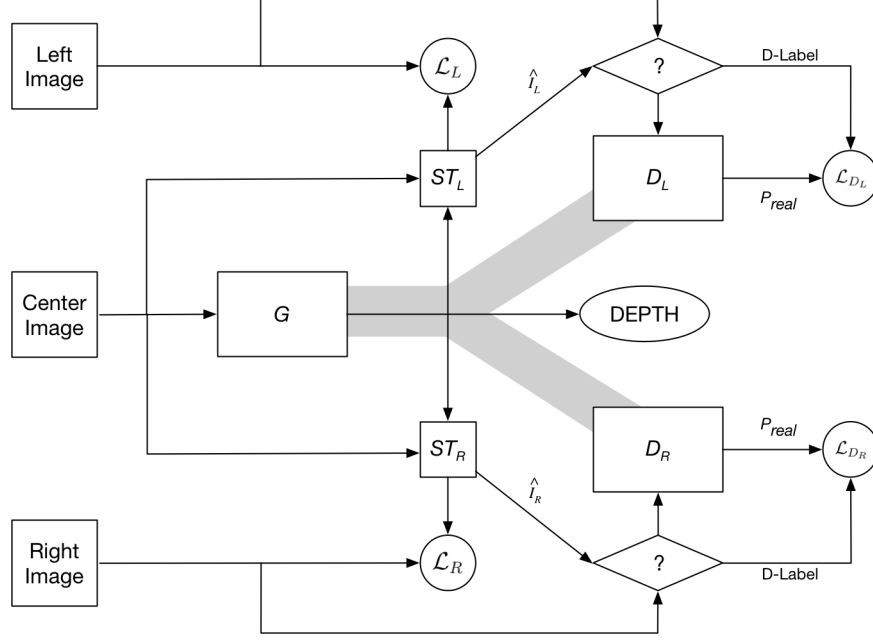 Left
Image
ℒ_L
Î_L
?
D-Label
ST_L
D_L
P_real
ℒ_{D_L}
Center
Image
G
DEPTH
ST_R
D_R
P_real
ℒ_{D_R}
Î_R
Right
Image
ℒ_R
?
D-Label